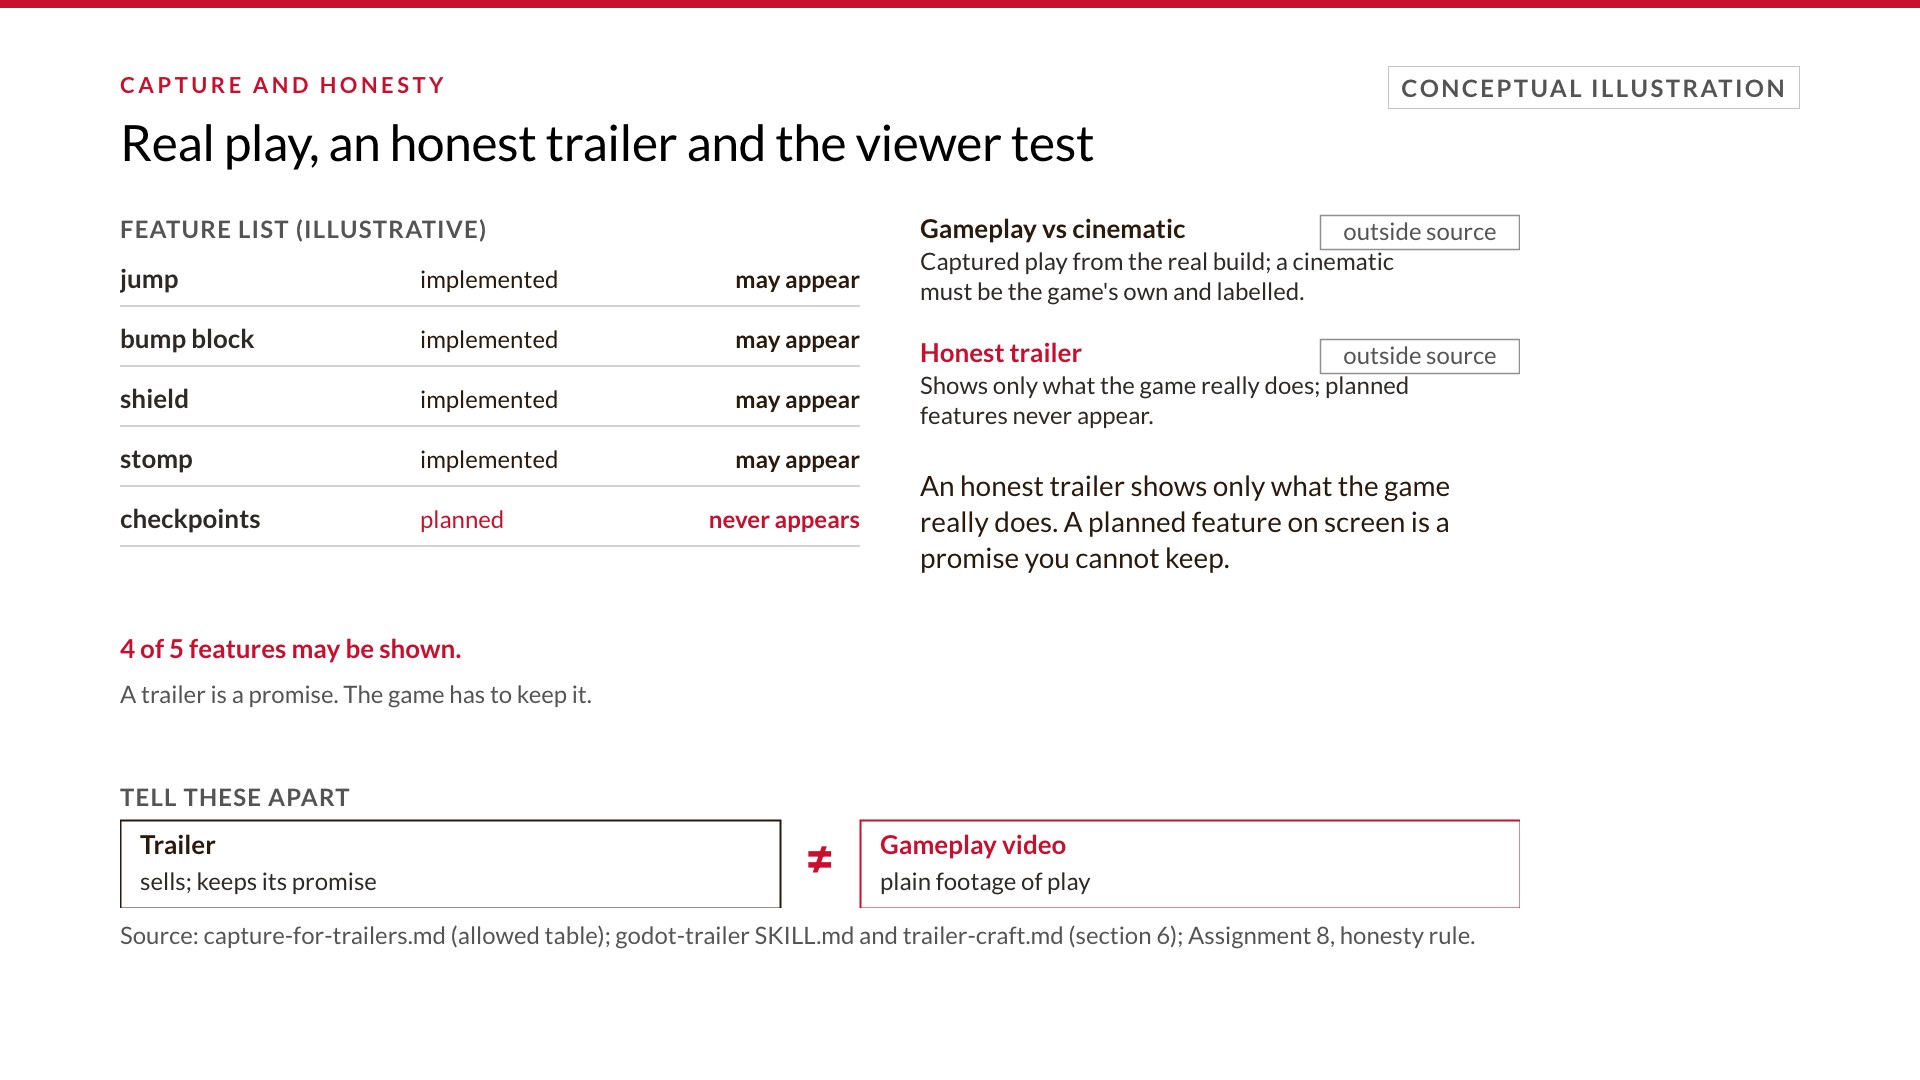 CAPTURE AND HONESTY
CONCEPTUAL ILLUSTRATION
Real play, an honest trailer and the viewer test
FEATURE LIST (ILLUSTRATIVE)
jump implemented may appear
bump block implemented may appear
shield implemented may appear
stomp implemented may appear
checkpoints planned never appears
4 of 5 features may be shown.
A trailer is a promise. The game has to keep it.
Gameplay vs cinematic outside source
Captured play from the real build; a cinematic
must be the game's own and labelled.
Honest trailer outside source
Shows only what the game really does; planned
features never appear.
An honest trailer shows only what the game
really does. A planned feature on screen is a
promise you cannot keep.
TELL THESE APART
Trailer
sells; keeps its promise
≠
Gameplay video
plain footage of play
Source: capture-for-trailers.md (allowed table); godot-trailer SKILL.md and trailer-craft.md (section 6); Assignment 8, honesty rule.